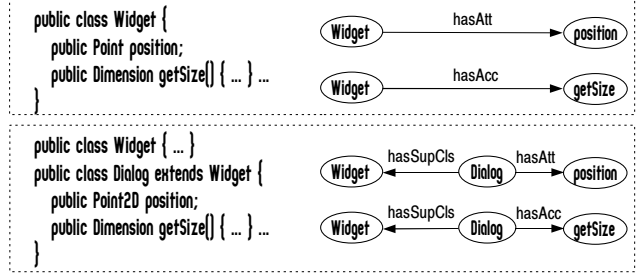 public class Widget {
public Point position;
public Dimension getSize() { ... } ...
}
Widget hasAtt position
Widget hasAcc getSize
public class Widget { ... }
public class Dialog extends Widget {
public Point2D position;
public Dimension getSize() { ... } ...
}
Widget hasSupCls Dialog hasAtt position
Widget hasSupCls Dialog hasAcc getSize